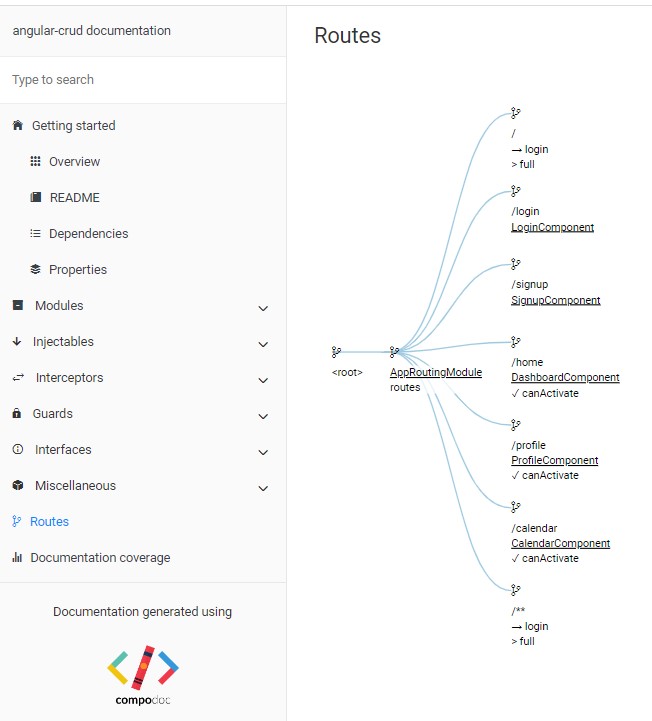 angular-crud documentation
Type to search
Getting started
Overview
README
Dependencies
Properties
Modules
Injectables
Interceptors
Guards
Interfaces
Miscellaneous
Routes
Documentation coverage
Documentation generated using
compodoc
Routes
/
→ login
> full
/login
LoginComponent
/signup
SignupComponent
<root>
AppRoutingModule
routes
/home
DashboardComponent
✓ canActivate
/profile
ProfileComponent
✓ canActivate
/calendar
CalendarComponent
✓ canActivate
/**
→ login
> full